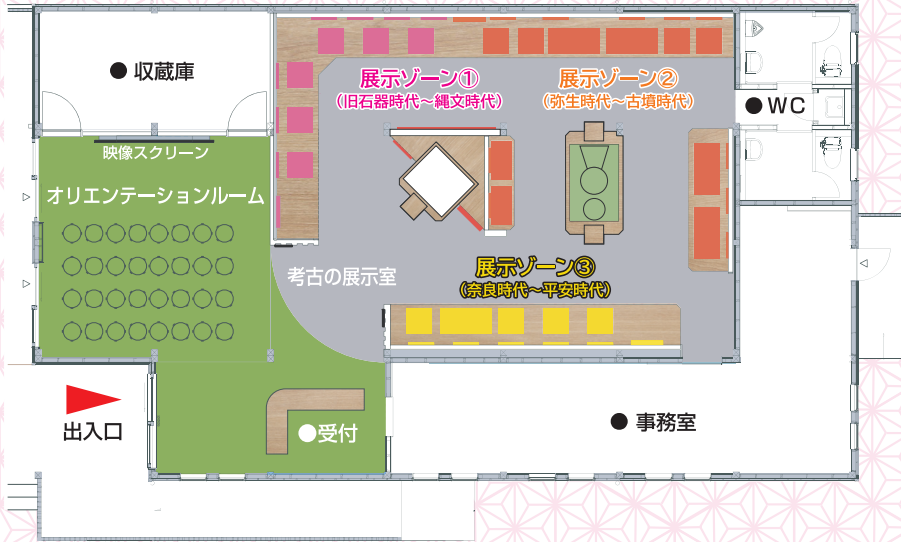 ●収蔵庫
展示ゾーン①
(旧石器時代~縄文時代)
展示ゾーン②
(弥生時代~古墳時代)
●WC
映像スクリーン
オリエンテーションルーム
考古の展示室
展示ゾーン③
(奈良時代~平安時代)
出入口
●受付
●事務室